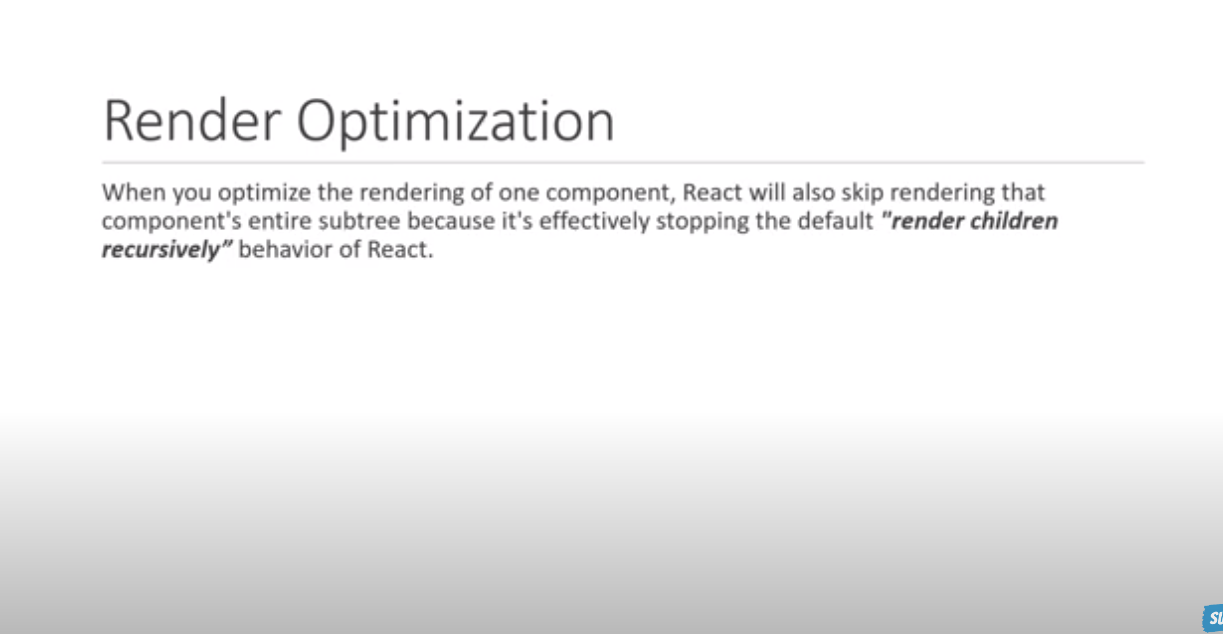 Render Optimization
When you optimize the rendering of one component, React will also skip rendering that
component's entire subtree because it's effectively stopping the default "render children
recursively” behavior of React.